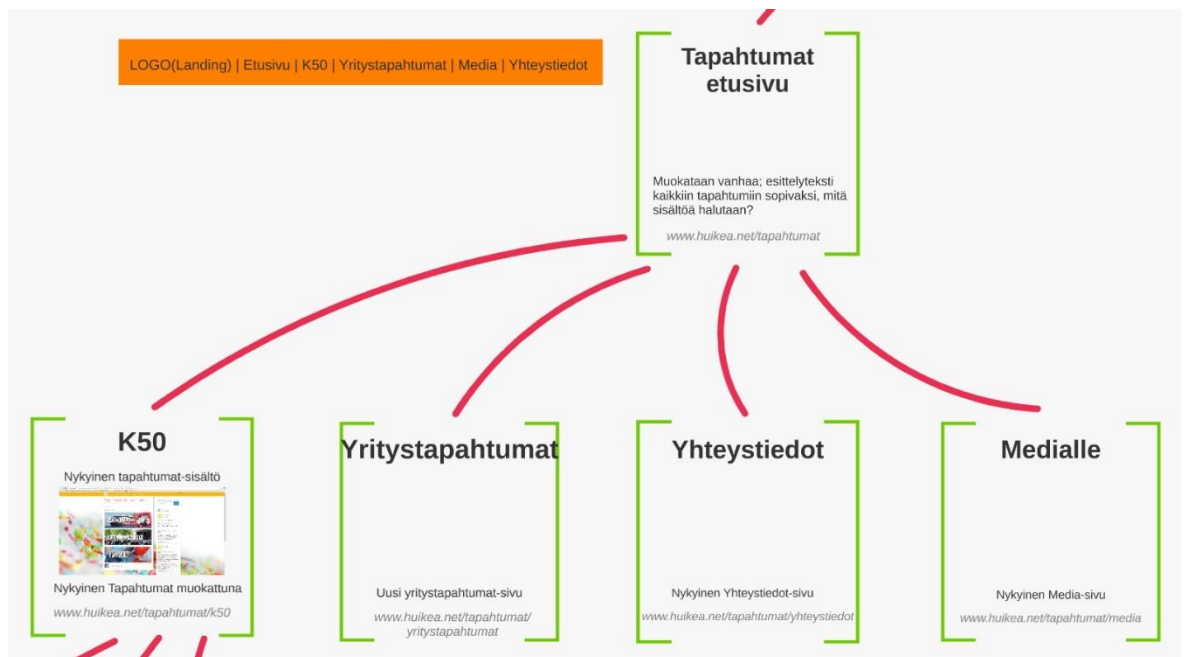 LOGO(Landing) | Etusivu | K50 | Yritystapahtumat | Media | Yhteystiedot
Tapahtumat
etusivu
Muokataan vanhaa; esittelyteksti
kaikkiin tapahtumiin sopivaksi, mitä
sisältöä halutaan?
www.huikea.net/tapahtumat
K50
Nykyinen tapahtumat-sisältö
Nykyinen Tapahtumat muokattuna
www.huikea.net/tapahtumat/k50
Yritystapahtumat
Uusi yritystapahtumat-sivu
www.huikea.net/tapahtumat/
yritystapahtumat
Yhteystiedot
Nykyinen Yhteystiedot-sivu
www.huikea.net/tapahtumat/yhteystiedot
Medialle
Nykyinen Media-sivu
www.huikea.net/tapahtumat/media